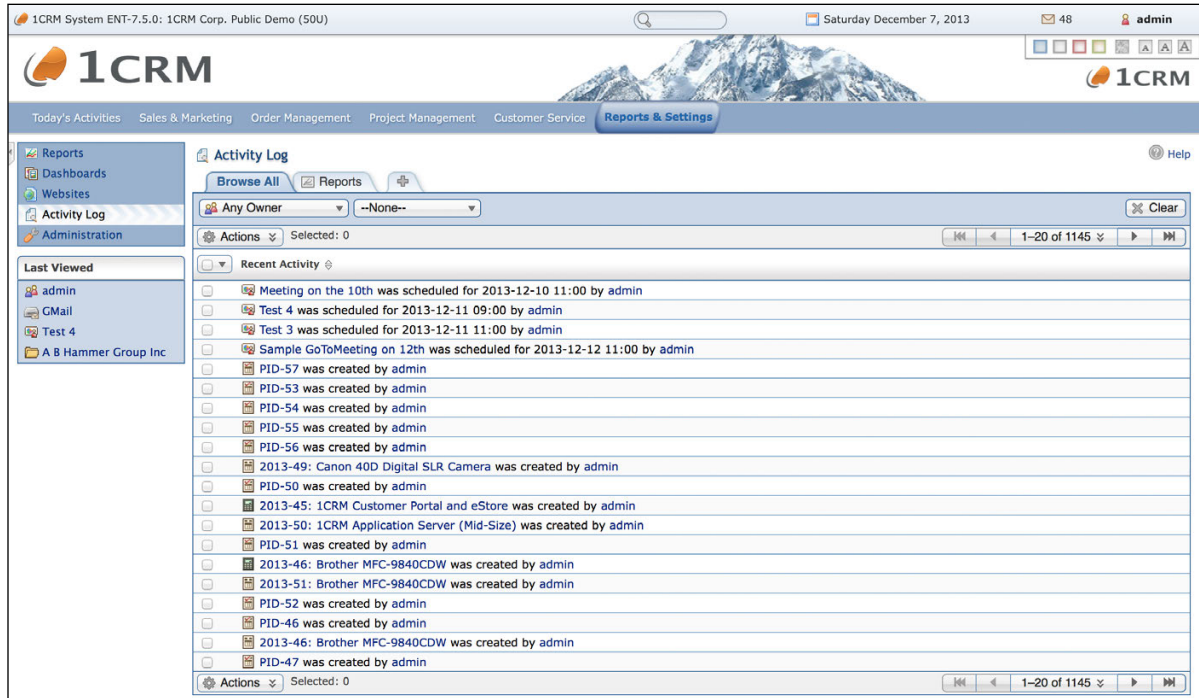 1CRM System ENT-7.5.0: 1CRM Corp. Public Demo (50U) Saturday December 7, 2013 48 admin
1CRM A A A
1CRM
Today's Activities Sales & Marketing Order Management Project Management Customer Service Reports & Settings
Reports
Dashboards
Websites
Activity Log
Administration
Last Viewed
admin
GMail
Test 4
A B Hammer Group Inc
Activity Log Help
Browse All Reports
Any Owner --None-- Clear
Actions Selected: 0 1–20 of 1145
Recent Activity
Meeting on the 10th was scheduled for 2013-12-10 11:00 by admin
Test 4 was scheduled for 2013-12-11 09:00 by admin
Test 3 was scheduled for 2013-12-11 11:00 by admin
Sample GoToMeeting on 12th was scheduled for 2013-12-12 11:00 by admin
PID-57 was created by admin
PID-53 was created by admin
PID-54 was created by admin
PID-55 was created by admin
PID-56 was created by admin
2013-49: Canon 40D Digital SLR Camera was created by admin
PID-50 was created by admin
2013-45: 1CRM Customer Portal and eStore was created by admin
2013-50: 1CRM Application Server (Mid-Size) was created by admin
PID-51 was created by admin
2013-46: Brother MFC-9840CDW was created by admin
2013-51: Brother MFC-9840CDW was created by admin
PID-52 was created by admin
PID-46 was created by admin
2013-46: Brother MFC-9840CDW was created by admin
PID-47 was created by admin
Actions Selected: 0 1–20 of 1145